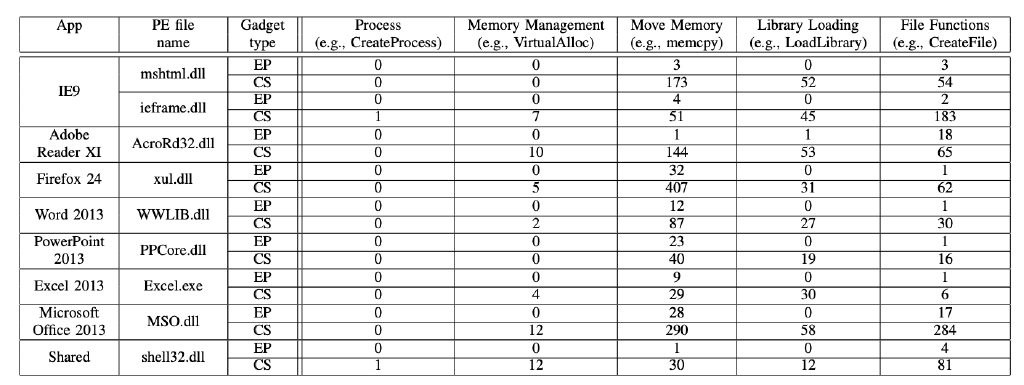 App PE file name Gadget type Process (e.g., CreateProcess) Memory Management (e.g., VirtualAlloc) Move Memory (e.g., memcpy) Library Loading (e.g., LoadLibrary) File Functions (e.g., CreateFile)
IE9 mshtml.dll EP 0 0 3 0 3
CS 0 0 173 52 54
ieframe.dll EP 0 0 4 0 2
CS 1 7 51 45 183
Adobe Reader XI AcroRd32.dll EP 0 0 1 1 18
CS 0 10 144 53 65
Firefox 24 xul.dll EP 0 0 32 0 1
CS 0 5 407 31 62
Word 2013 WWLIB.dll EP 0 0 12 0 1
CS 0 2 87 27 30
PowerPoint 2013 PPCore.dll EP 0 0 23 0 1
CS 0 0 40 19 16
Excel 2013 Excel.exe EP 0 0 9 0 1
CS 0 4 29 30 6
Microsoft Office 2013 MSO.dll EP 0 0 28 0 17
CS 0 12 290 58 284
Shared shell32.dll EP 0 0 1 0 4
CS 1 12 30 12 81